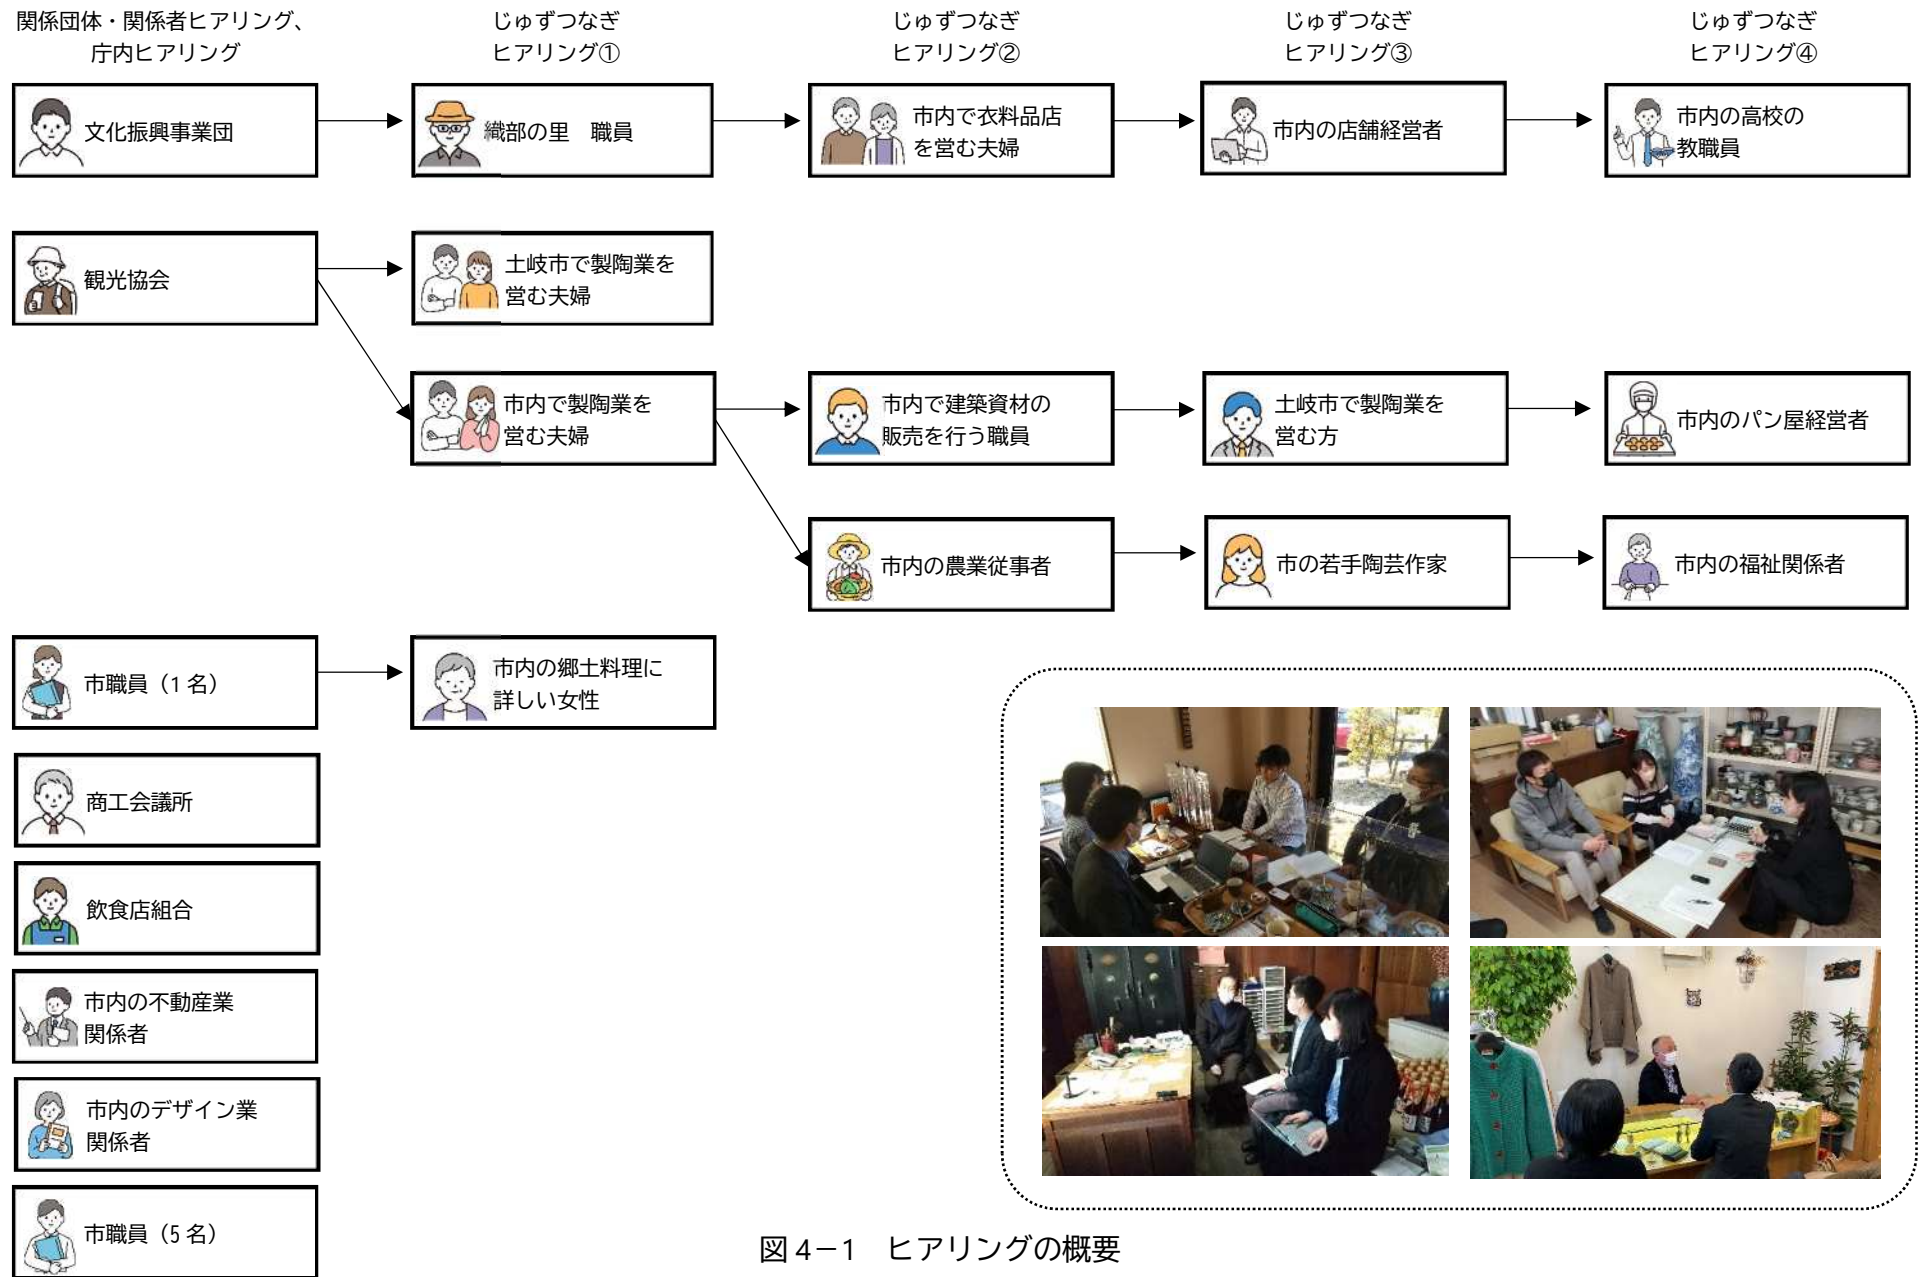 関係団体・関係者ヒアリング、
庁内ヒアリング
じゅずつなぎ
ヒアリング①
じゅずつなぎ
ヒアリング②
じゅずつなぎ
ヒアリング③
じゅずつなぎ
ヒアリング④
文化振興事業団
織部の里　職員
市内で衣料品店
を営む夫婦
市内の店舗経営者
市内の高校の
教職員
観光協会
土岐市で製陶業を
営む夫婦
市内で製陶業を
営む夫婦
市内で建築資材の
販売を行う職員
土岐市で製陶業を
営む方
市内のパン屋経営者
市内の農業従事者
市の若手陶芸作家
市内の福祉関係者
市職員（1 名）
市内の郷土料理に
詳しい女性
商工会議所
飲食店組合
市内の不動産業
関係者
市内のデザイン業
関係者
市職員（5 名）
図 4－1　ヒアリングの概要